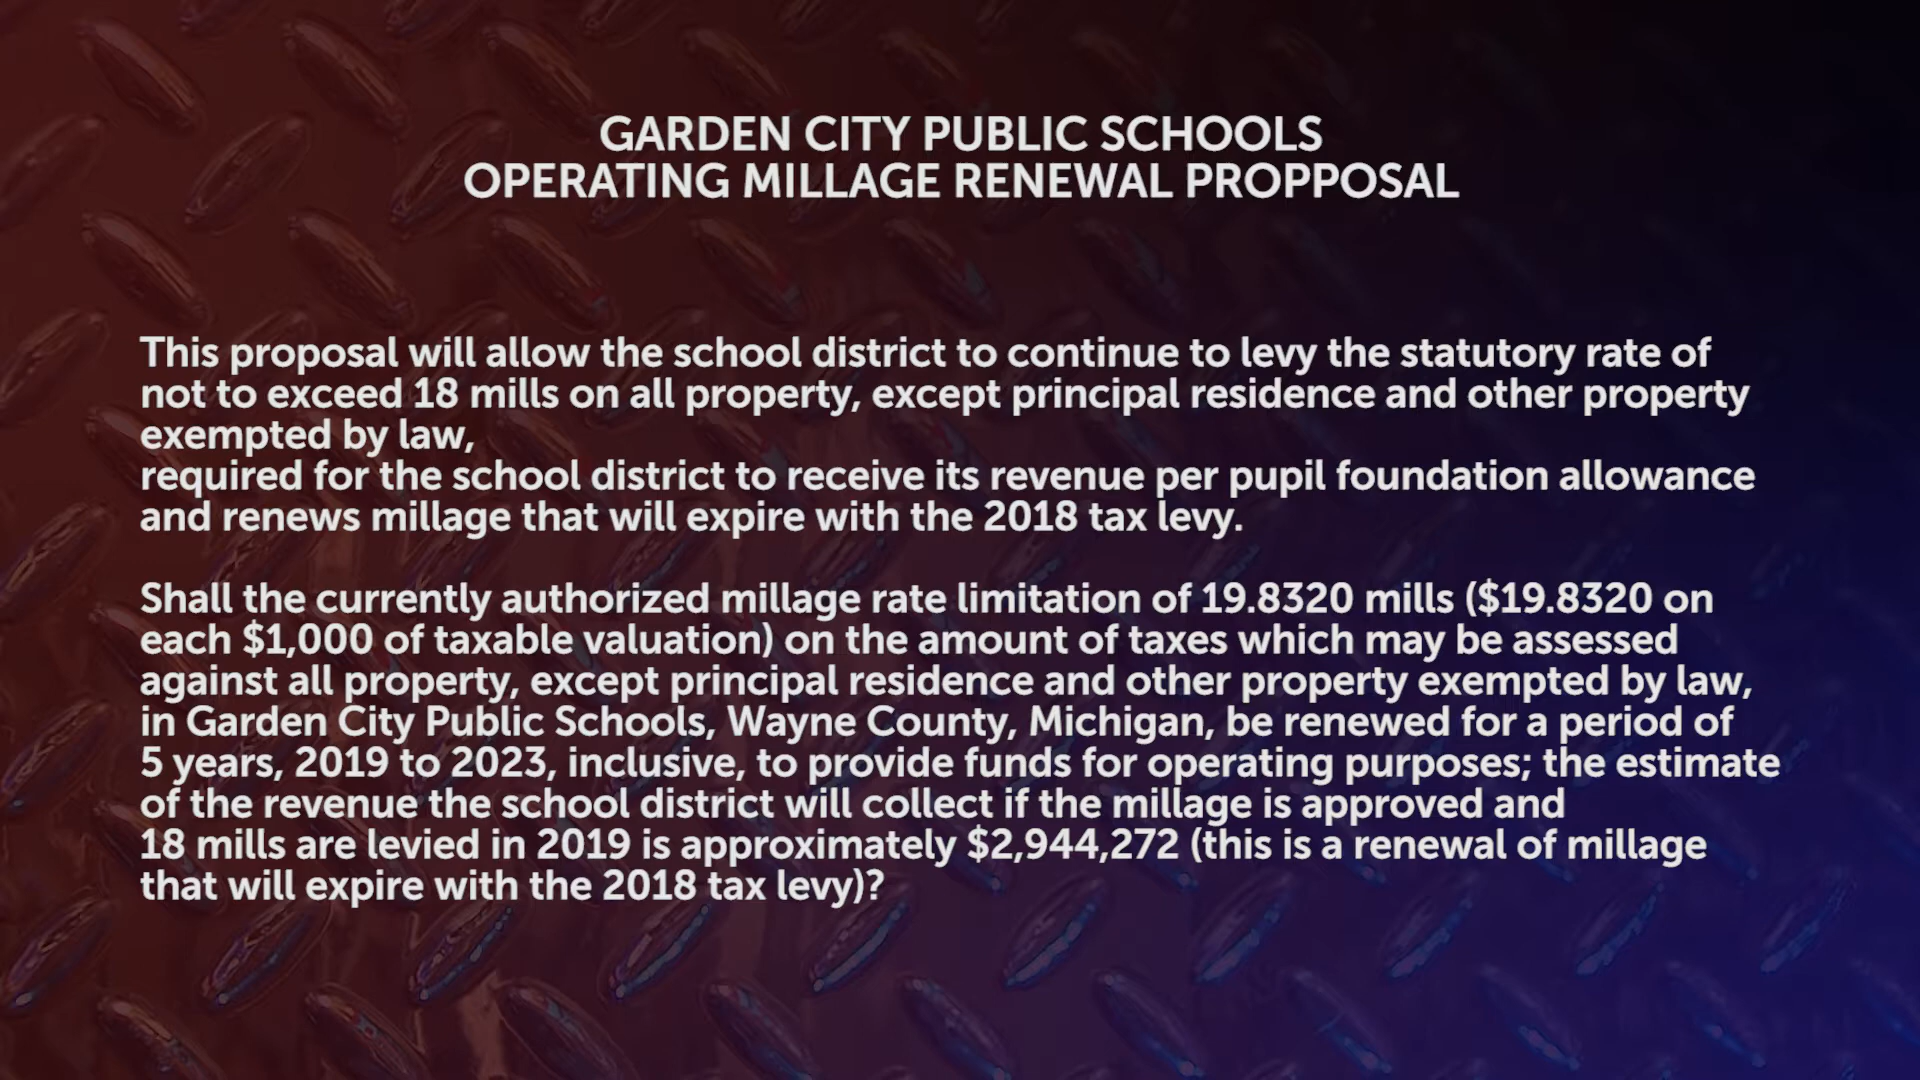 GARDEN CITY PUBLIC SCHOOLS
OPERATING MILLAGE RENEWAL PROPPOSAL
This proposal will allow the school district to continue to levy the statutory rate of
not to exceed 18 mills on all property, except principal residence and other property
exempted by law,
required for the school district to receive its revenue per pupil foundation allowance
and renews millage that will expire with the 2018 tax levy.
Shall the currently authorized millage rate limitation of 19.8320 mills ($19.8320 on
each $1,000 of taxable valuation) on the amount of taxes which may be assessed
against all property, except principal residence and other property exempted by law,
in Garden City Public Schools, Wayne County, Michigan, be renewed for a period of
5 years, 2019 to 2023, inclusive, to provide funds for operating purposes; the estimate
of the revenue the school district will collect if the millage is approved and
18 mills are levied in 2019 is approximately $2,944,272 (this is a renewal of millage
that will expire with the 2018 tax levy)?